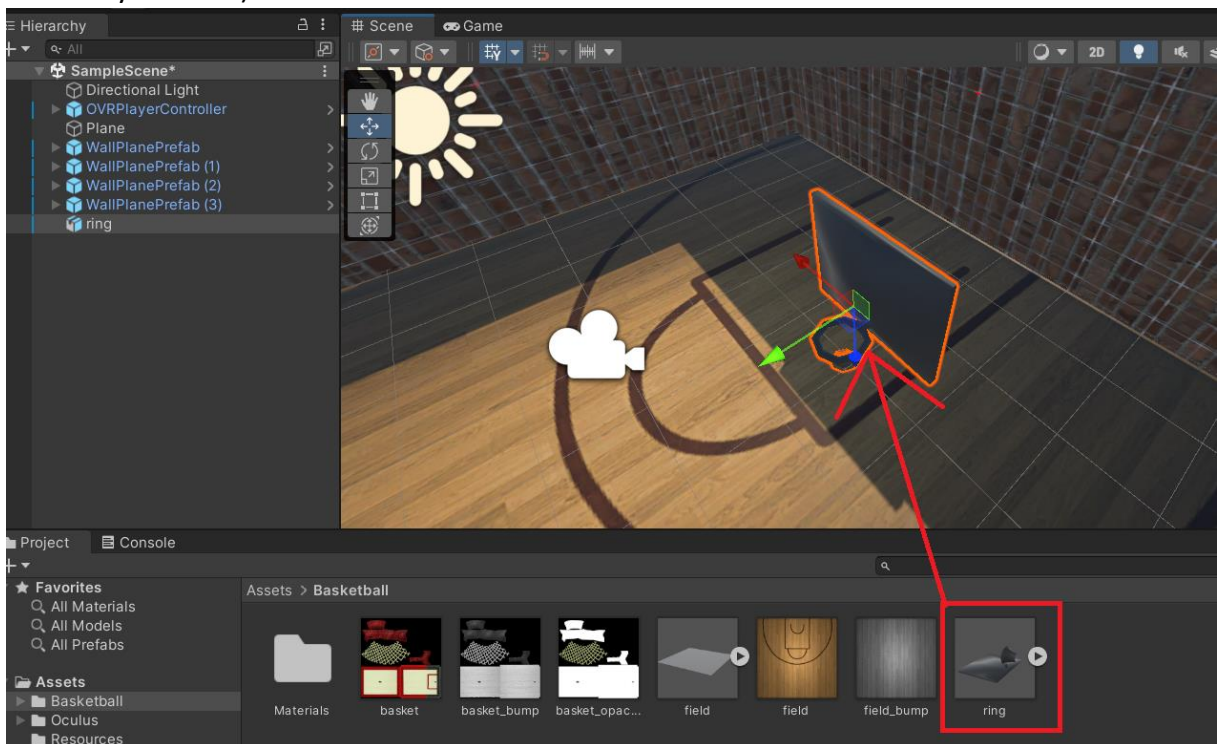 Hierarchy
All
SampleScene*
Directional Light
OVRPlayerController
Plane
WallPlanePrefab
WallPlanePrefab (1)
WallPlanePrefab (2)
WallPlanePrefab (3)
ring
Scene
Game
2D
Project
Console
Favorites
All Materials
All Models
All Prefabs
Assets
Basketball
Oculus
Resources
Assets > Basketball
Materials
basket
basket_bump
basket_opac...
field
field
field_bump
ring